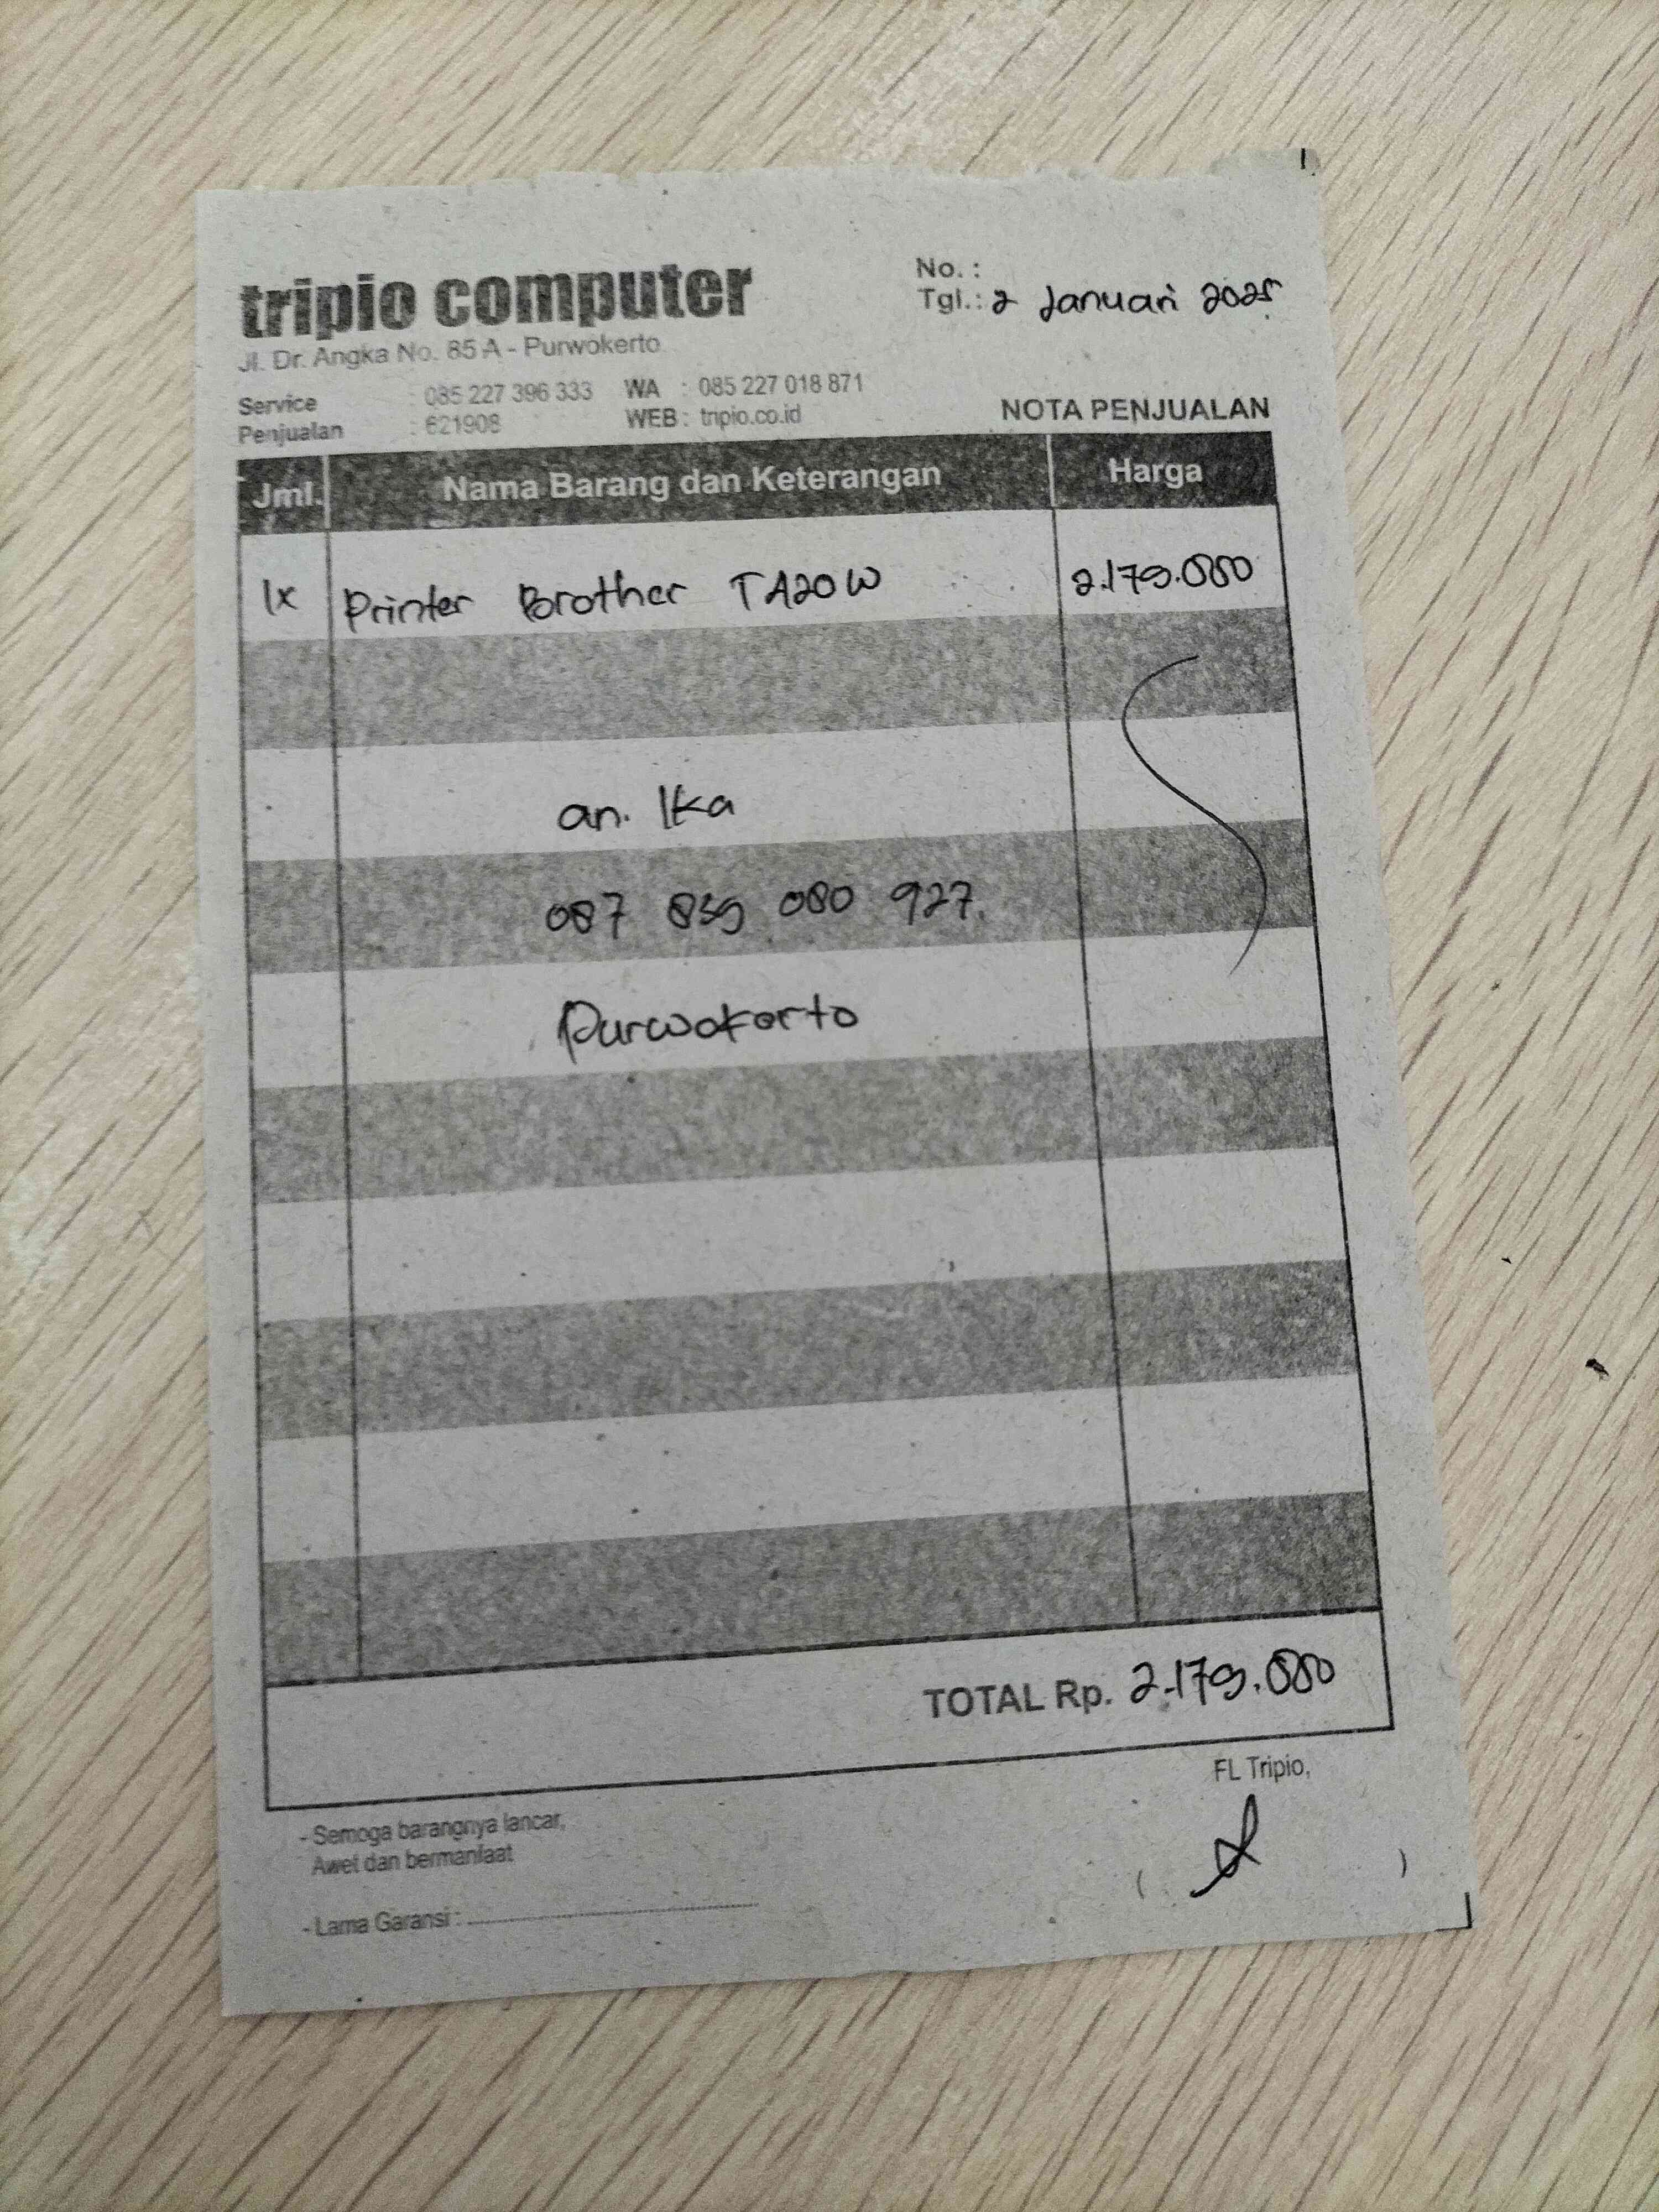 tripio computer
Jl. Dr. Angka No. 85 A - Purwokerto
Service : 085 227 396 333 WA : 085 227 018 871
Penjualan : 621908 WEB : tripio.co.id
No. :
Tgl.: 2 Januari 2025
NOTA PENJUALAN
Jml. Nama Barang dan Keterangan Harga
1x Printer Brother TA20W 2.179.000
an. Ika
087 839 080 927.
Purwokerto
TOTAL Rp. 2.179.000
FL Tripio,
- Semoga barangnya lancar,
Awet dan bermanfaat
( )
- Lama Garansi :